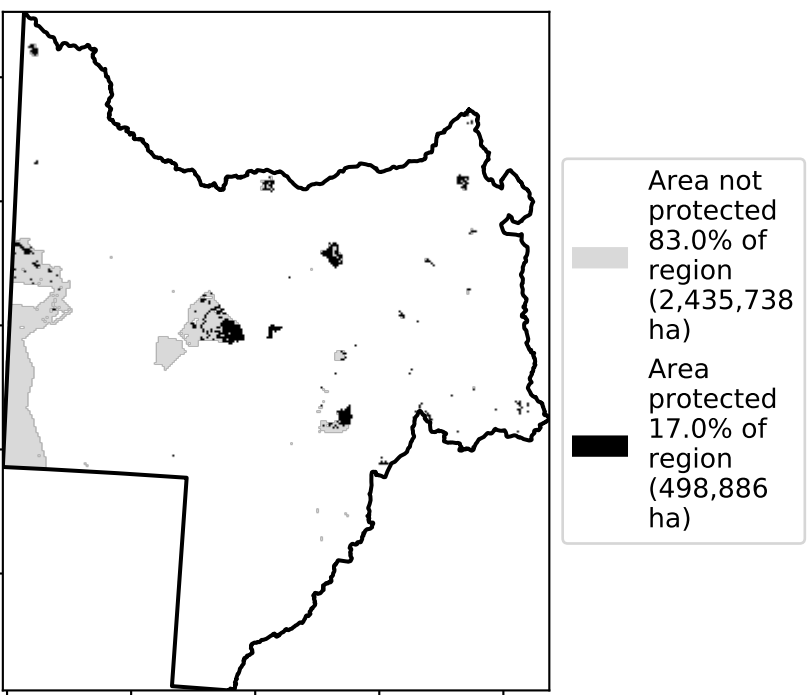 Area not
protected
83.0% of
region
(2,435,738
ha)
Area
protected
17.0% of
region
(498,886
ha)